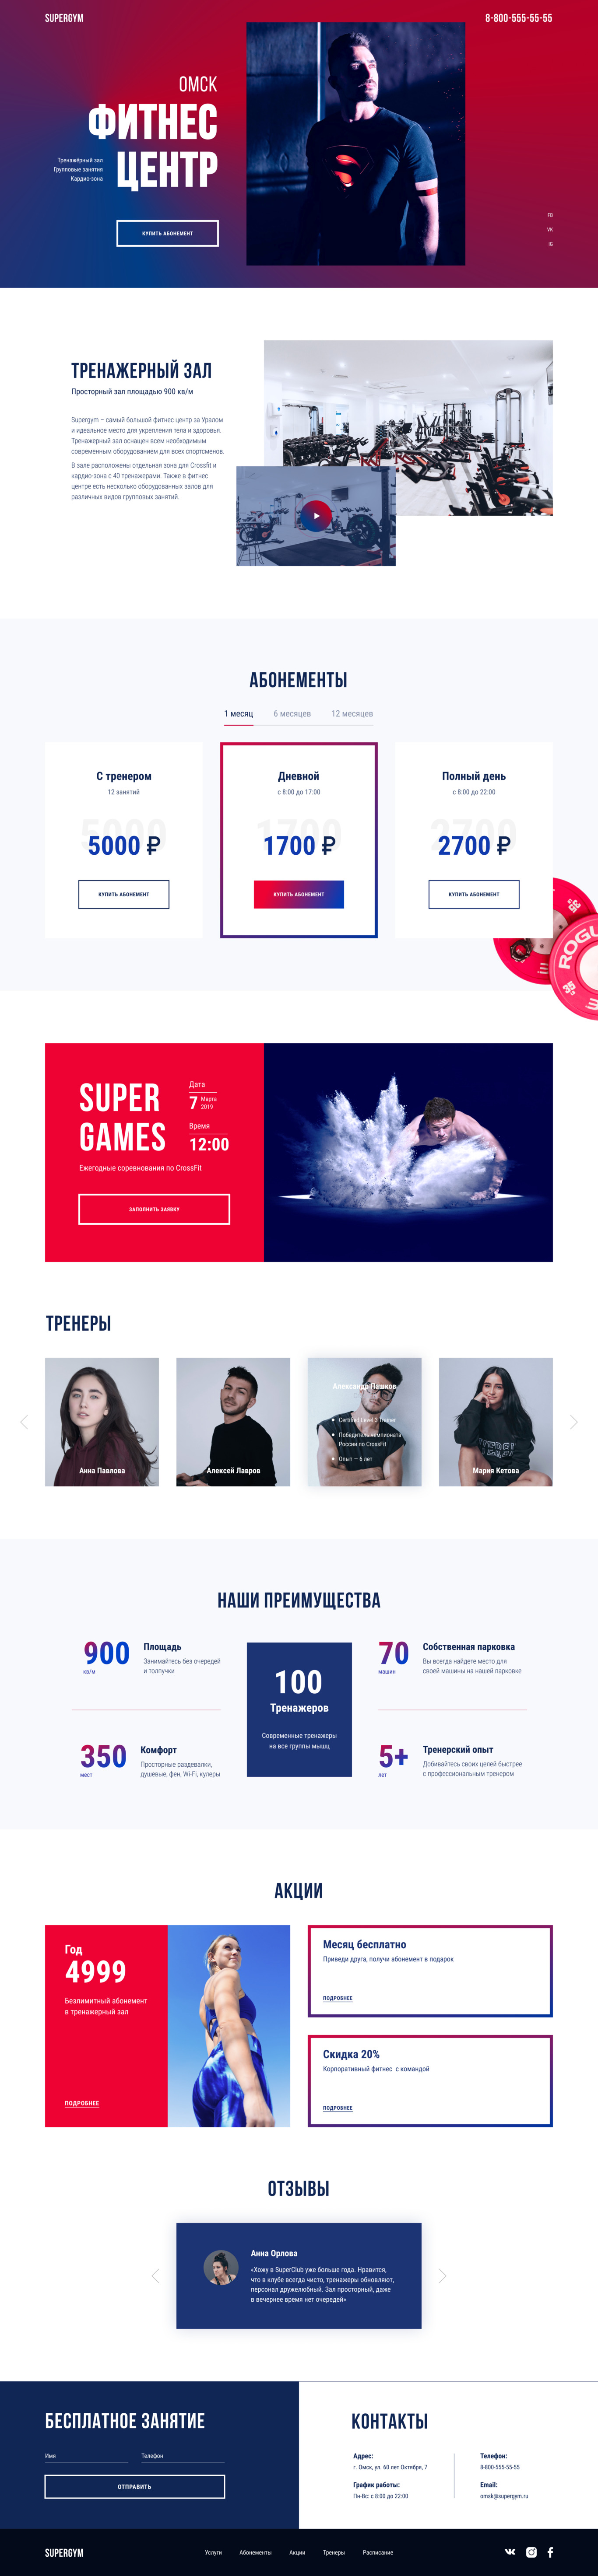 SUPERGYM
8-800-555-55-55
ОМСК
ФИТНЕС
ЦЕНТР
Тренажёрный зал
Групповые занятия
Кардио-зона
КУПИТЬ АБОНЕМЕНТ
FB
VK
IG
ТРЕНАЖЕРНЫЙ ЗАЛ
Просторный зал площадью 900 кв/м
Supergym – самый большой фитнес центр за Уралом
и идеальное место для укрепления тела и здоровья.
Тренажерный зал оснащен всем необходимым
современным оборудованием для всех спортсменов.
В зале расположены отдельная зона для Crossfit и
кардио-зона с 40 тренажерами. Также в фитнес
центре есть несколько оборудованных залов для
различных видов групповых занятий.
АБОНЕМЕНТЫ
1 месяц
6 месяцев
12 месяцев
С тренером
12 занятий
5000
5000 ₽
КУПИТЬ АБОНЕМЕНТ
Дневной
с 8:00 до 17:00
1700
1700 ₽
КУПИТЬ АБОНЕМЕНТ
Полный день
с 8:00 до 22:00
2700
2700 ₽
КУПИТЬ АБОНЕМЕНТ
35
ROGUE
35
SUPER
GAMES
Дата
7 Марта
2019
Время
12:00
Ежегодные соревнования по CrossFit
ЗАПОЛНИТЬ ЗАЯВКУ
ТРЕНЕРЫ
Анна Павлова
Алексей Лавров
Александр Пашков
Certified Level 3 Trainer
Победитель чемпионата
России по CrossFit
Опыт — 6 лет
Мария Кетова
НАШИ ПРЕИМУЩЕСТВА
900
кв/м
Площадь
Занимайтесь без очередей
и толпучки
350
мест
Комфорт
Просторные раздевалки,
душевые, фен, Wi-Fi, кулеры
100
Тренажеров
Современные тренажеры
на все группы мышц
70
машин
Собственная парковка
Вы всегда найдете место для
своей машины на нашей парковке
5+
лет
Тренерский опыт
Добивайтесь своих целей быстрее
с профессиональным тренером
АКЦИИ
Год
4999
Безлимитный абонемент
в тренажерный зал
ПОДРОБНЕЕ
Месяц бесплатно
Приведи друга, получи абонемент в подарок
ПОДРОБНЕЕ
Скидка 20%
Корпоративный фитнес с командой
ПОДРОБНЕЕ
ОТЗЫВЫ
Анна Орлова
«Хожу в SuperClub уже больше года. Нравится,
что в клубе всегда чисто, тренажеры обновляют,
персонал дружелюбный. Зал просторный, даже
в вечернее время нет очередей»
БЕСПЛАТНОЕ ЗАНЯТИЕ
Имя
Телефон
ОТПРАВИТЬ
КОНТАКТЫ
Адрес:
г. Омск, ул. 60 лет Октября, 7
График работы:
Пн-Вс: с 8:00 до 22:00
Телефон:
8-800-555-55-55
Email:
omsk@supergym.ru
SUPERGYM
Услуги
Абонементы
Акции
Тренеры
Расписание